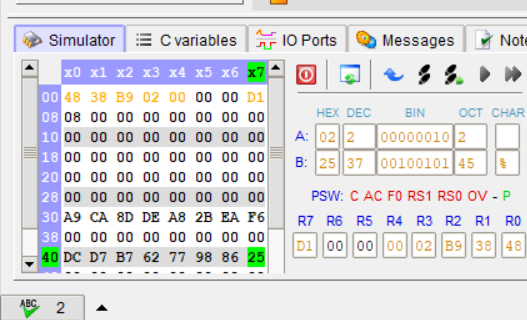 Simulator C variables IO Ports Messages Note
x0 x1 x2 x3 x4 x5 x6 x7
00 48 38 B9 02 00 00 00 D1
08 08 00 00 00 00 00 00 00
10 00 00 00 00 00 00 00 00
18 00 00 00 00 00 00 00 00
20 00 00 00 00 00 00 00 00
28 00 00 00 00 00 00 00 00
30 A9 CA 8D DE A8 2B EA F6
38 00 00 00 00 00 00 00 00
40 DC D7 B7 62 77 98 86 25
HEX DEC BIN OCT CHAR
A: 02 2 00000010 2
B: 25 37 00100101 45 %
PSW: C AC F0 RS1 RS0 OV - P
R7 R6 R5 R4 R3 R2 R1 R0
D1 00 00 00 02 B9 38 48
ABC 2